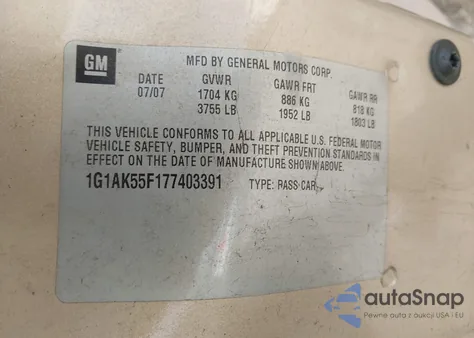 GM
MFD BY GENERAL MOTORS CORP.
DATE GVWR GAWR FRT GAWR RR
07/07 1704 KG 886 KG 818 KG
3755 LB 1952 LB 1803 LB
THIS VEHICLE CONFORMS TO ALL APPLICABLE U.S. FEDERAL MOTOR
VEHICLE SAFETY, BUMPER, AND THEFT PREVENTION STANDARDS IN
EFFECT ON THE DATE OF MANUFACTURE SHOWN ABOVE.
1G1AK55F177403391 TYPE: PASS CAR
autoSnap
Pewne auta z aukcji USA i EU